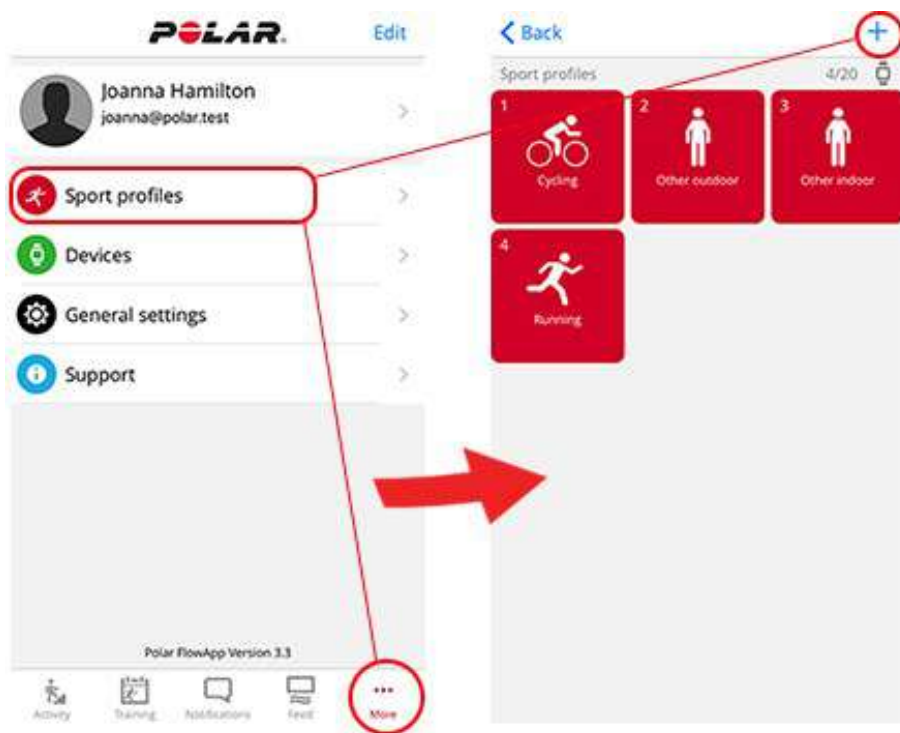 POLAR.
Edit
Joanna Hamilton
joanna@polar.test
Sport profiles
Devices
General settings
Support
Polar FlowApp Version 3.3
Activity
Training
Notifications
Feed
More
Back
+
Sport profiles
4/20
1
Cycling
2
Other outdoor
3
Other indoor
4
Running